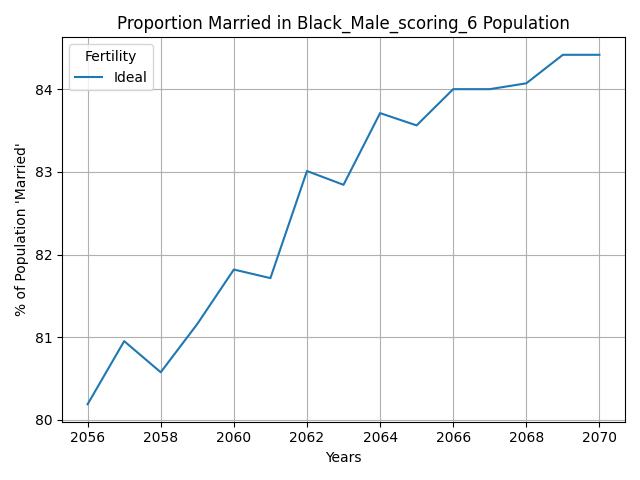 Proportion Married in Black_Male_scoring_6 Population
Fertility
Ideal
% of Population 'Married'
84
83
82
81
80
2056 2058 2060 2062 2064 2066 2068 2070
Years